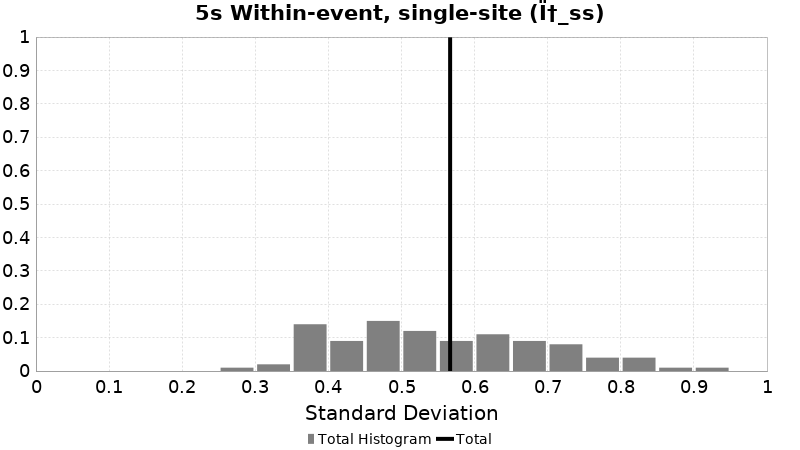 5s Within-event, single-site (Ï†_ss)
1
0.9
0.8
0.7
0.6
0.5
0.4
0.3
0.2
0.1
0
0 0.1 0.2 0.3 0.4 0.5 0.6 0.7 0.8 0.9 1
Standard Deviation
Total Histogram Total